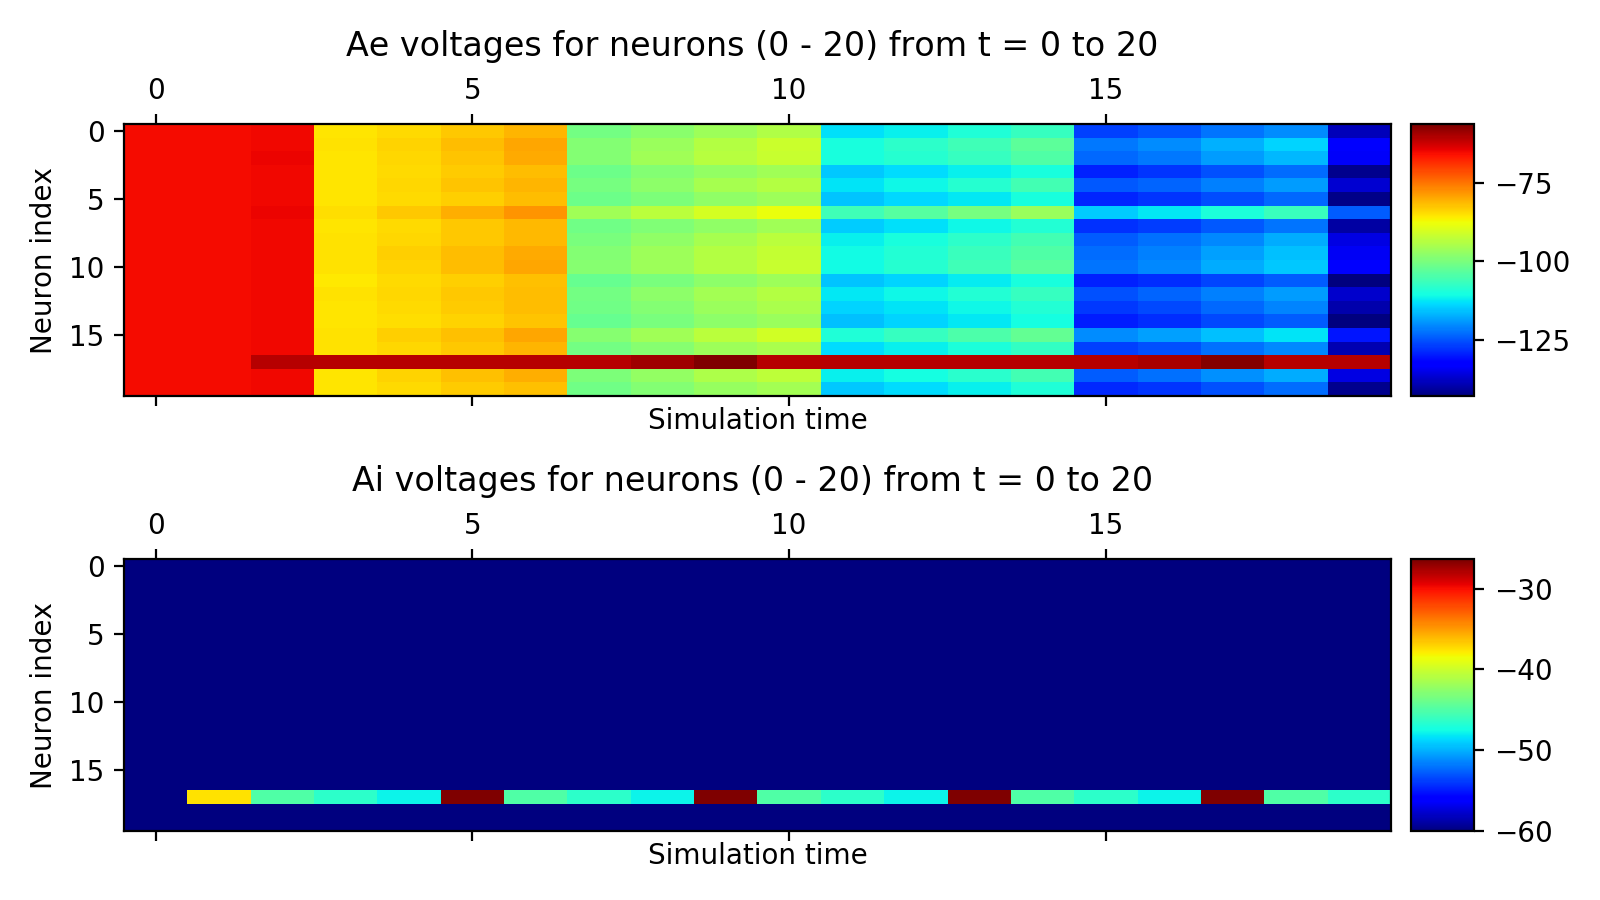 Ae voltages for neurons (0 - 20) from t = 0 to 20
0 5 10 15
0
5
10
15
Neuron index
Simulation time
−75
−100
−125
Ai voltages for neurons (0 - 20) from t = 0 to 20
0 5 10 15
0
5
10
15
Neuron index
Simulation time
−30
−40
−50
−60